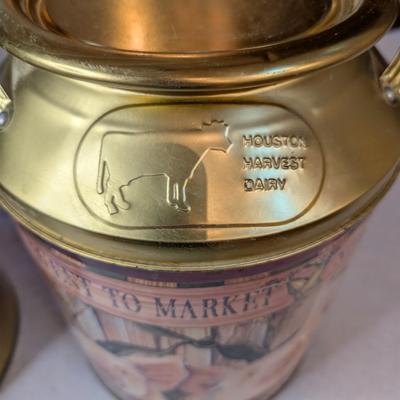 HOUSTON
HARVEST
DAIRY
TO MARKET